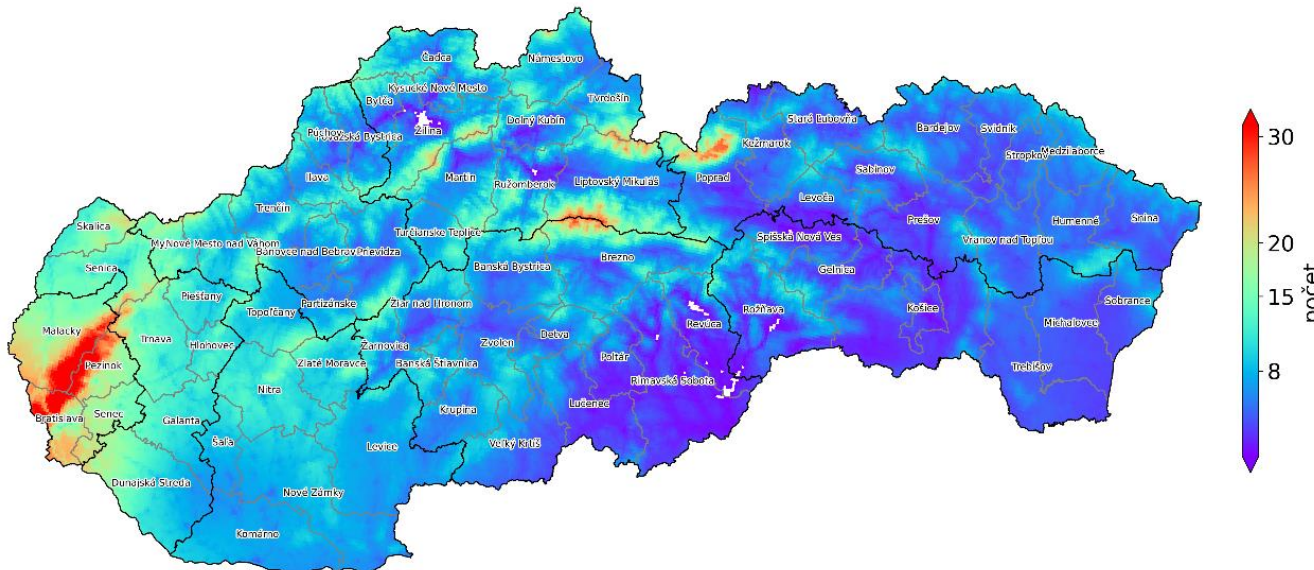 Čadca
Námestovo
Kysucké Nové Mesto
Bytča
Tvrdošín
Dolný Kubín
Žilina
Púchov
Považská Bystrica
Stará Ľubovňa
Kežmarok
Bardejov
Svidník
Medzilaborce
Stropkov
Ilava
Martin
Ružomberok
Liptovský Mikuláš
Poprad
Sabinov
Levoča
Trenčín
Skalica
Prešov
Humenné
Snina
Turčianske Teplice
MyNové Mesto nad Váhom
Bánovce nad Bebravou
Prievidza
Spišská Nová Ves
Vranov nad Topľou
Senica
Banská Bystrica
Brezno
Gelnica
Piešťany
Partizánske
Žiar nad Hronom
Topoľčany
Sobrance
Malacky
Trnava
Hlohovec
Rožňava
Košice
Michalovce
Revúca
Žarnovica
Zvolen
Detva
Pezinok
Zlaté Moravce
Banská Štiavnica
Poltár
Trebišov
Nitra
Rimavská Sobota
Bratislava
Senec
Krupina
Lučenec
Galanta
Šaľa
Levice
Veľký Krtíš
Dunajská Streda
Nové Zámky
Komárno
30
20
15
8
počet